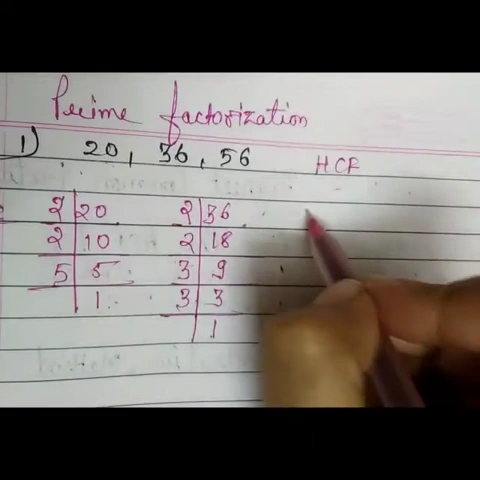 Prime factorization
1) 20, 36, 56 HCF
2 20 2 36
2 10 2 18
5 5 3 9
1 3 3
1